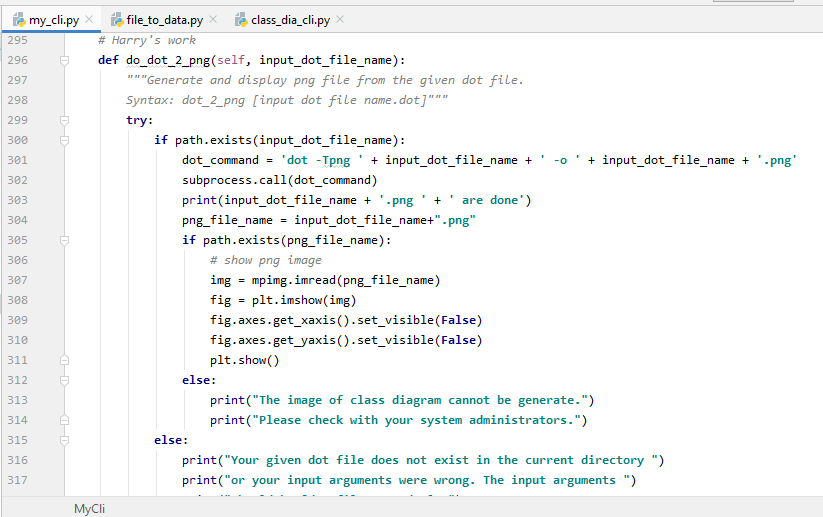 my_cli.py file_to_data.py class_dia_cli.py
295 # Harry's work
296 def do_dot_2_png(self, input_dot_file_name):
297 """Generate and display png file from the given dot file.
298 Syntax: dot_2_png [input dot file name.dot]"""
299 try:
300 if path.exists(input_dot_file_name):
301 dot_command = 'dot -Tpng ' + input_dot_file_name + ' -o ' + input_dot_file_name + '.png'
302 subprocess.call(dot_command)
303 print(input_dot_file_name + '.png ' + ' are done')
304 png_file_name = input_dot_file_name+".png"
305 if path.exists(png_file_name):
306 # show png image
307 img = mpimg.imread(png_file_name)
308 fig = plt.imshow(img)
309 fig.axes.get_xaxis().set_visible(False)
310 fig.axes.get_yaxis().set_visible(False)
311 plt.show()
312 else:
313 print("The image of class diagram cannot be generate.")
314 print("Please check with your system administrators.")
315 else:
316 print("Your given dot file does not exist in the current directory ")
317 print("or your input arguments were wrong. The input arguments ")
MyCli